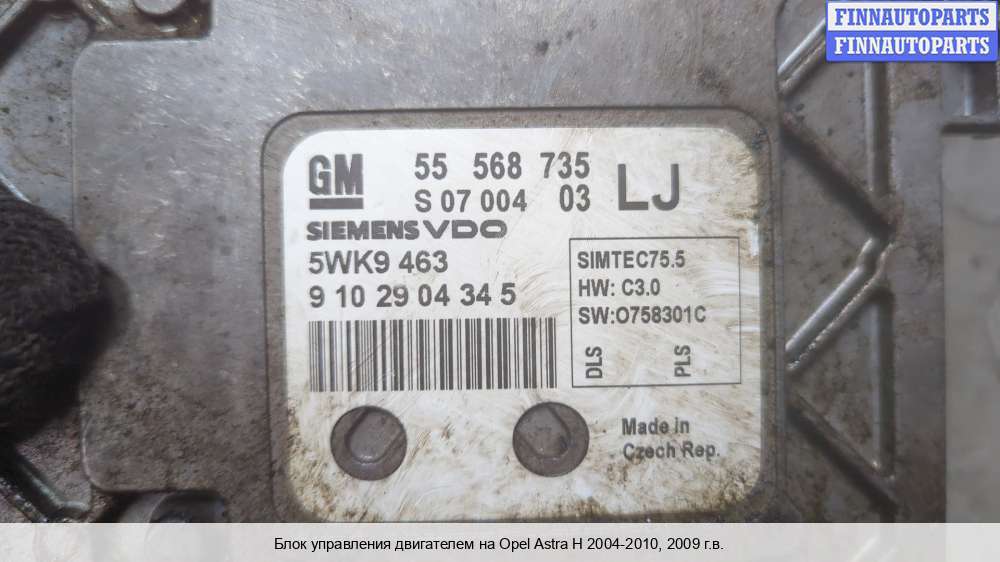 FINNAUTOPARTS
FINNAUTOPARTS
GM 55 568 735 LJ
S 07 004 03
SIEMENS VDO
5WK9 463
9 10 29 04 34 5
SIMTEC75.5
HW: C3.0
SW:O758301C
DLS PLS
Made in
Czech Rep.
Блок управления двигателем на Opel Astra H 2004-2010, 2009 г.в.